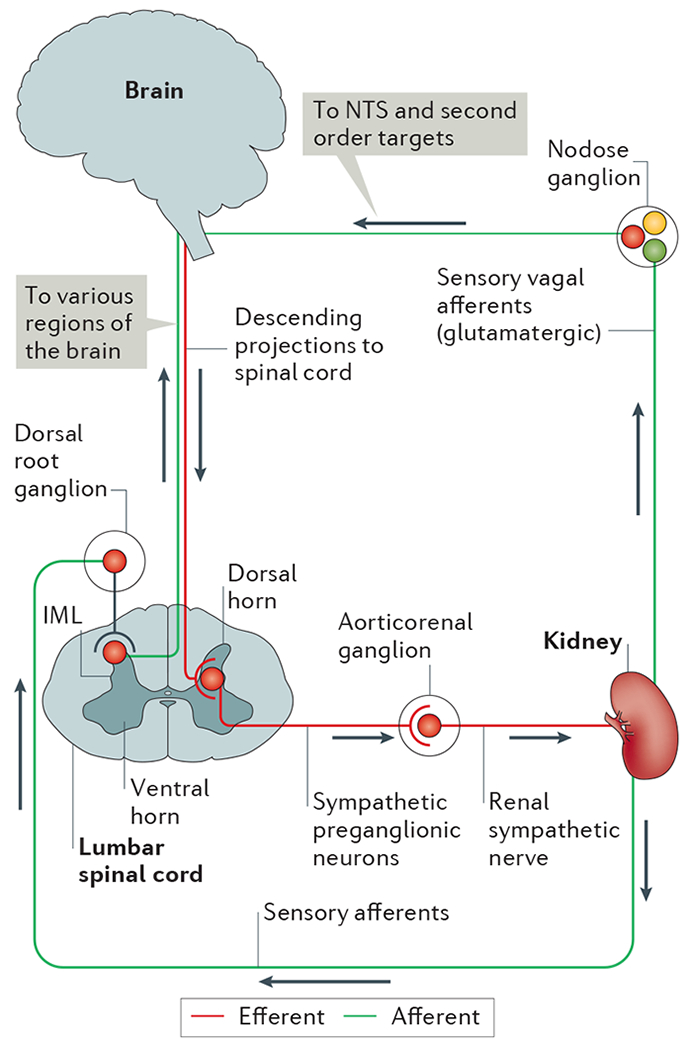 Brain
To NTS and second
order targets
Nodose
ganglion
Sensory vagal
afferents
(glutamatergic)
To various
regions of
the brain
Descending
projections to
spinal cord
Dorsal
root
ganglion
IML
Dorsal
horn
Aorticorenal
ganglion
Kidney
Ventral
horn
Lumbar
spinal cord
Sympathetic
preganglionic
neurons
Renal
sympathetic
nerve
Sensory afferents
Efferent
Afferent